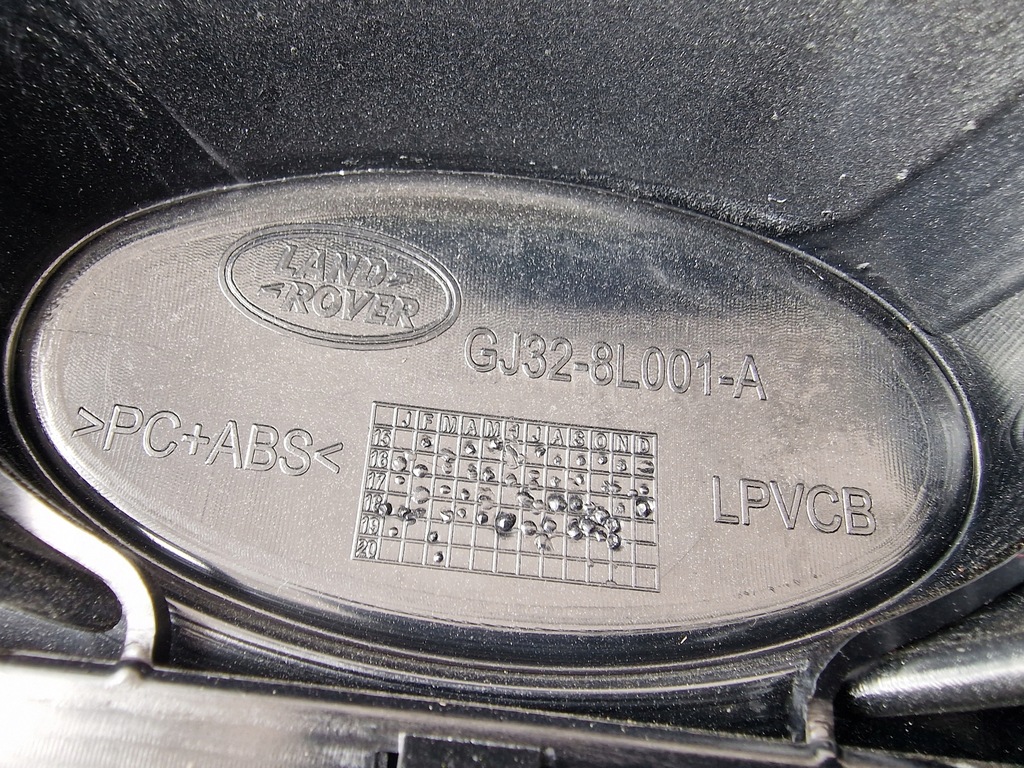 LAND
ROVER
GJ32-8L001-A
>PC+ABS<
J F M A M J J A S O N D
15
16
17
18
19
20
LPVCB